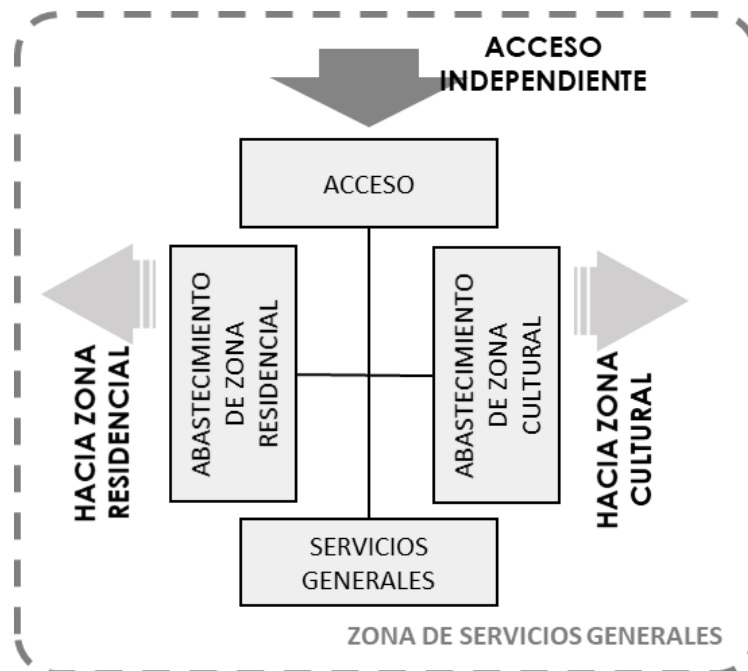 ACCESO
INDEPENDIENTE
ACCESO
ABASTECIMIENTO
DE ZONA
RESIDENCIAL
ABASTECIMIENTO
DE ZONA
CULTURAL
HACIA ZONA
RESIDENCIAL
HACIA ZONA
CULTURAL
SERVICIOS
GENERALES
ZONA DE SERVICIOS GENERALES